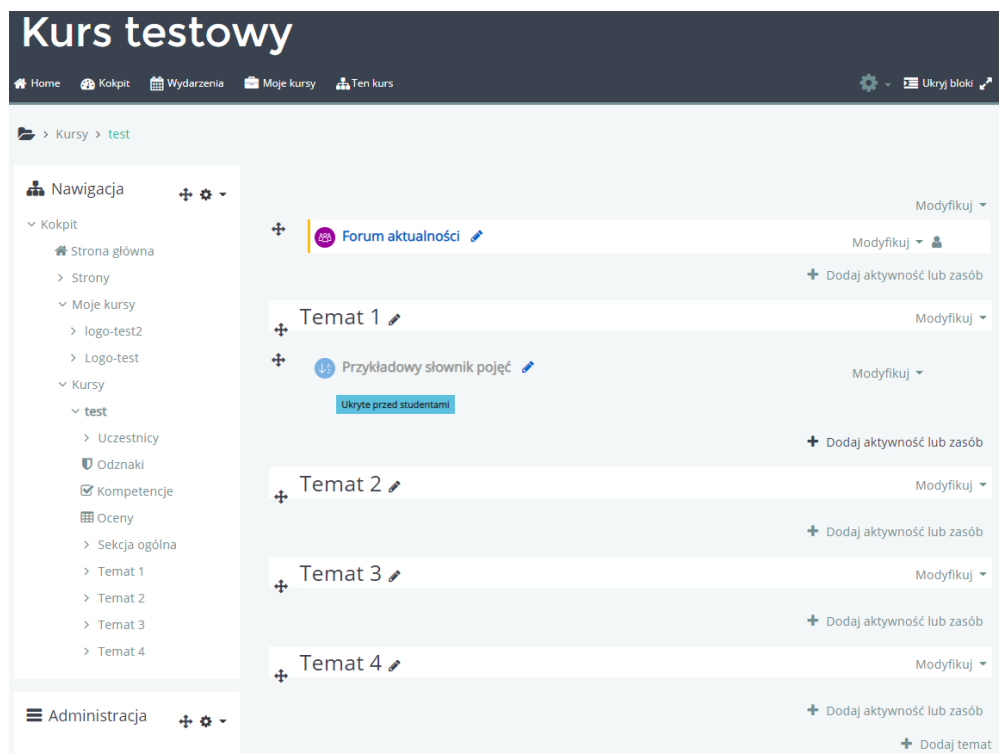 Kurs testowy
Home Kokpit Wydarzenia Moje kursy Ten kurs Ukryj bloki
> Kursy > test
Nawigacja
Kokpit
Strona główna
Strony
Moje kursy
logo-test2
Logo-test
Kursy
test
Uczestnicy
Odznaki
Kompetencje
Oceny
Sekcja ogólna
Temat 1
Temat 2
Temat 3
Temat 4
Administracja
Modyfikuj
Forum aktualności Modyfikuj
+ Dodaj aktywność lub zasób
Temat 1 Modyfikuj
Przykładowy słownik pojęć Modyfikuj
Ukryte przed studentami
+ Dodaj aktywność lub zasób
Temat 2 Modyfikuj
+ Dodaj aktywność lub zasób
Temat 3 Modyfikuj
+ Dodaj aktywność lub zasób
Temat 4 Modyfikuj
+ Dodaj aktywność lub zasób
+ Dodaj temat